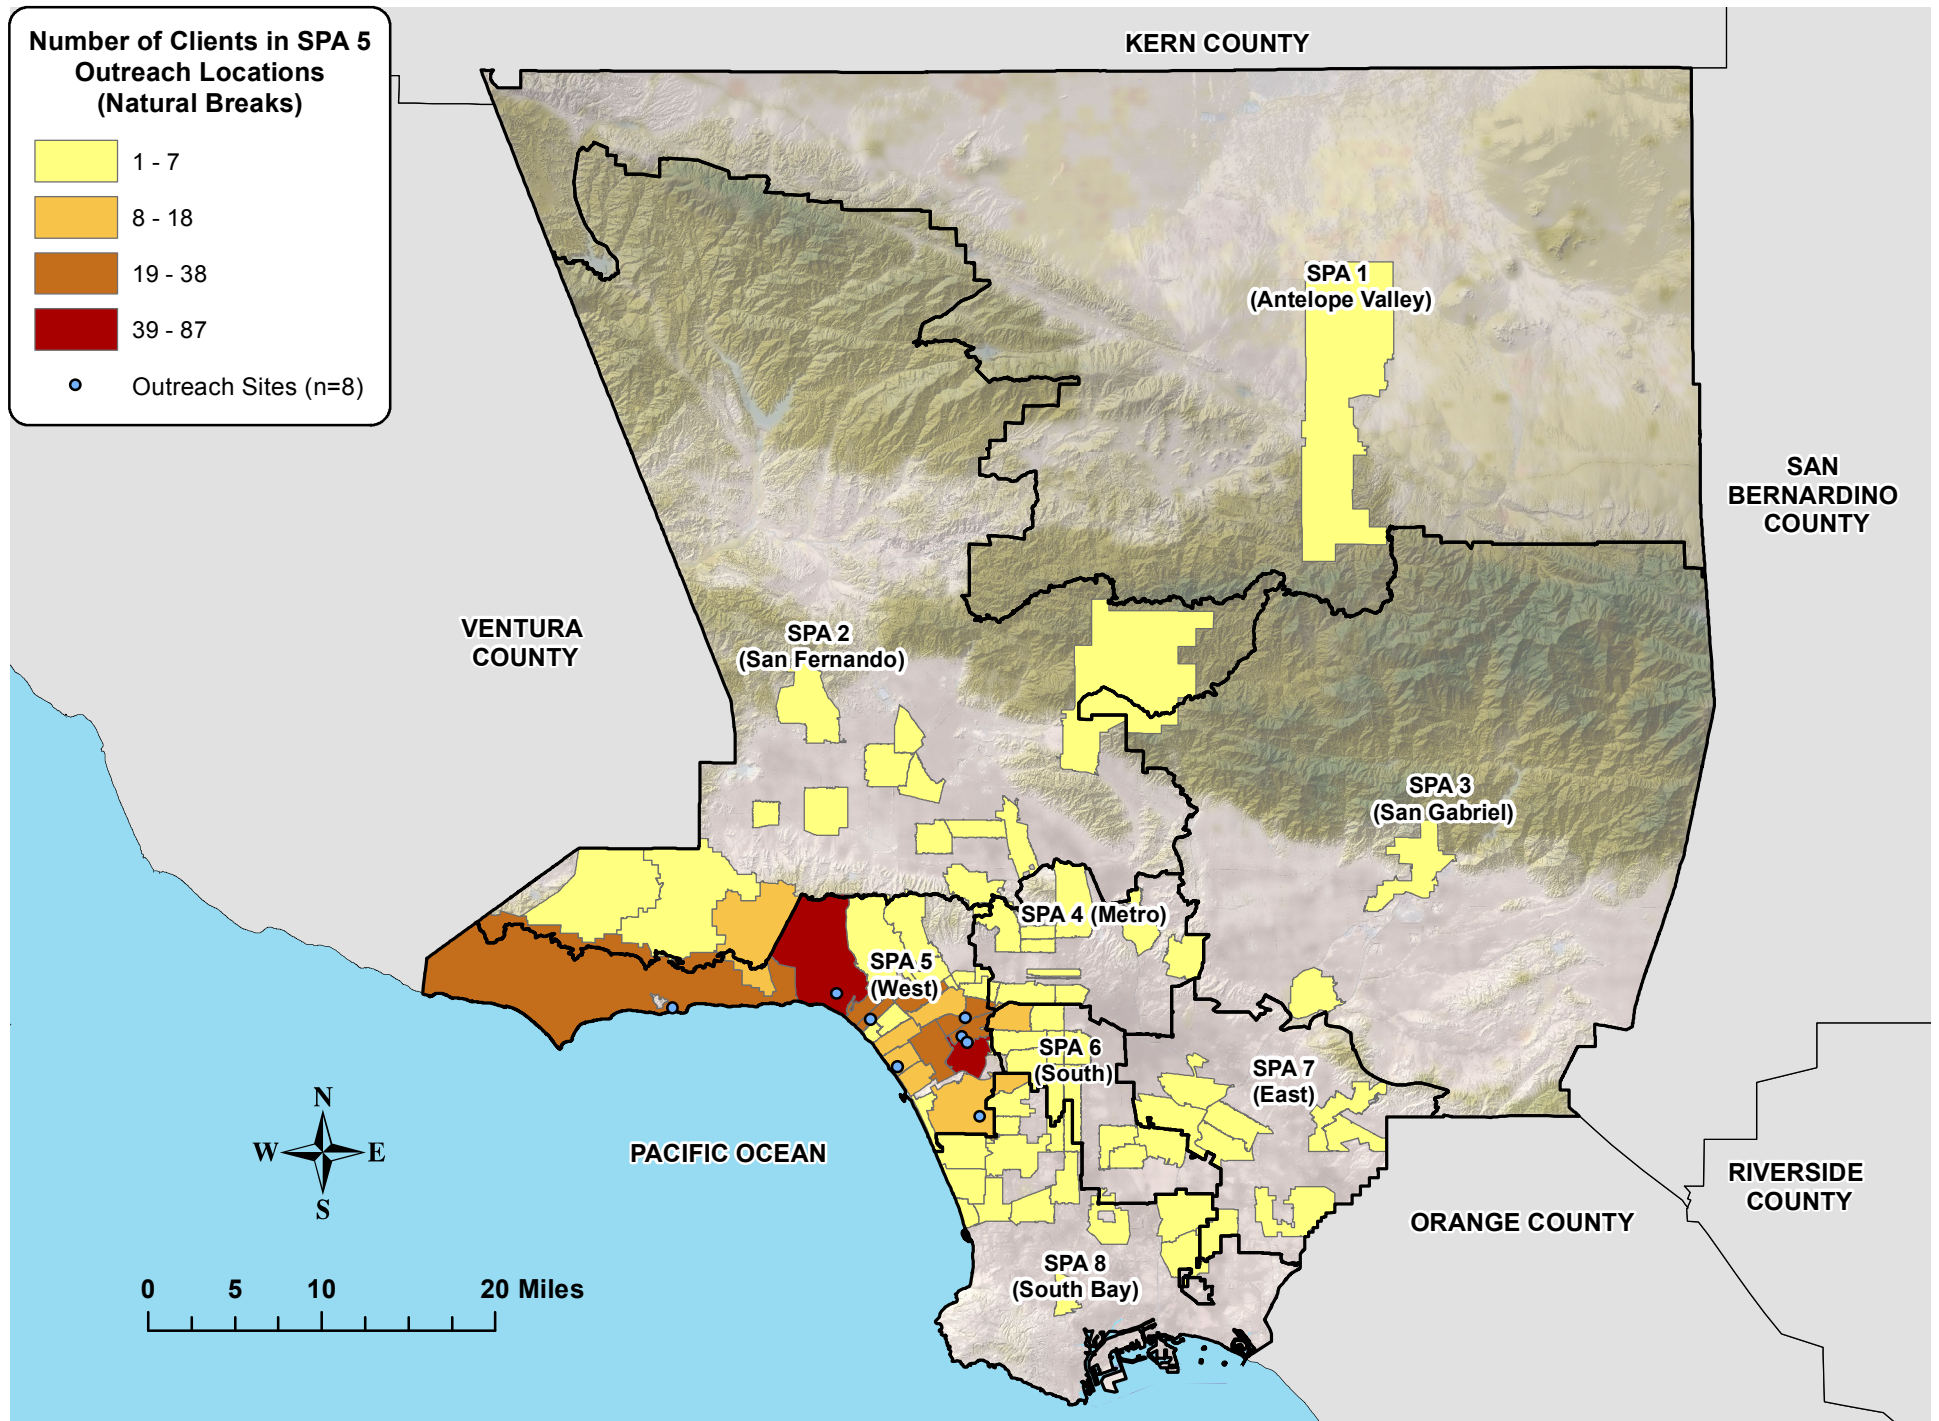 Number of Clients in SPA 5
Outreach Locations
(Natural Breaks)
1 - 7
8 - 18
19 - 38
39 - 87
Outreach Sites (n=8)
KERN COUNTY
SPA 1
(Antelope Valley)
SAN
BERNARDINO
COUNTY
VENTURA
COUNTY
SPA 2
(San Fernando)
SPA 3
(San Gabriel)
SPA 4 (Metro)
SPA 5
(West)
SPA 6
(South)
SPA 7
(East)
N
W
E
S
PACIFIC OCEAN
RIVERSIDE
COUNTY
ORANGE COUNTY
SPA 8
(South Bay)
0
5
10
20 Miles